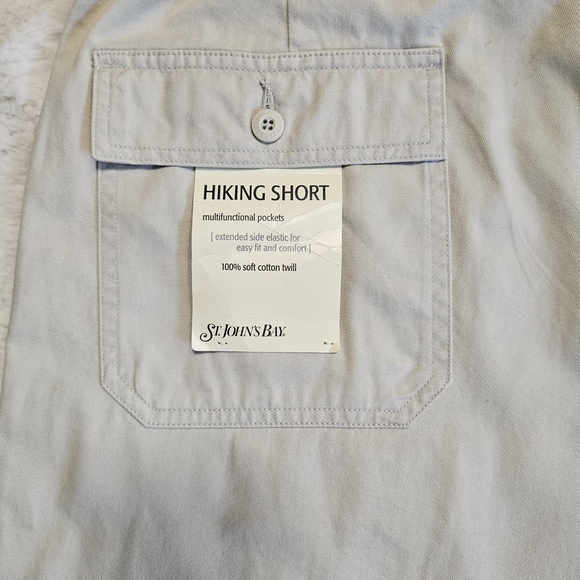 HIKING SHORT
multifunctional pockets
[ extended side elastic for
easy fit and comfort ]
100% soft cotton twill
ST. JOHN'S BAY